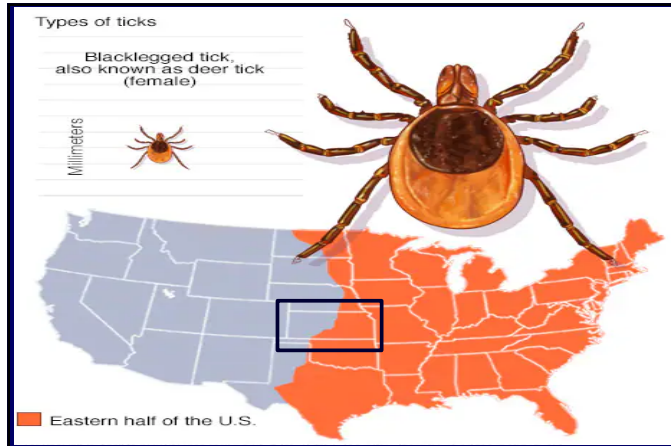 Types of ticks
Blacklegged tick,
also known as deer tick
(female)
Millimeters
Eastern half of the U.S.